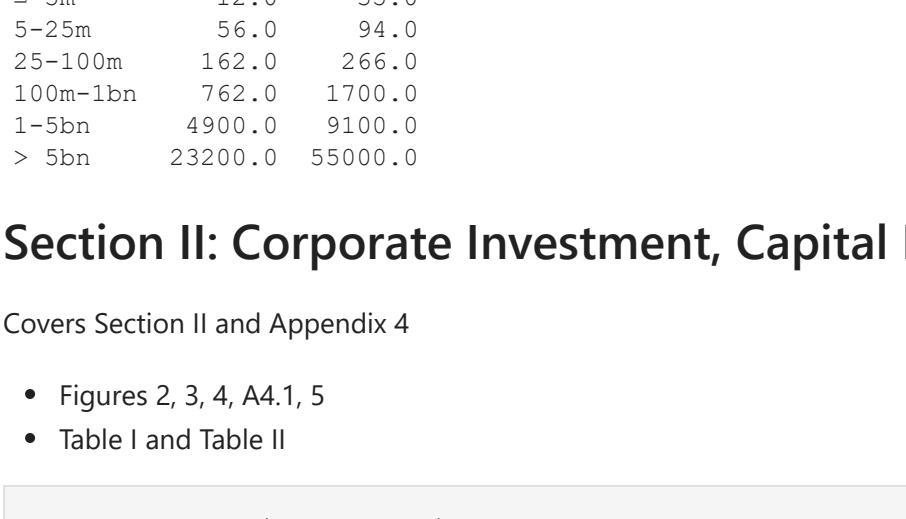 5-25m 56.0 94.0
25-100m 162.0 266.0
100m-1bn 762.0 1700.0
1-5bn 4900.0 9100.0
> 5bn 23200.0 55000.0
Section II: Corporate Investment, Capital
Covers Section II and Appendix 4
• Figures 2, 3, 4, A4.1, 5
• Table I and Table II